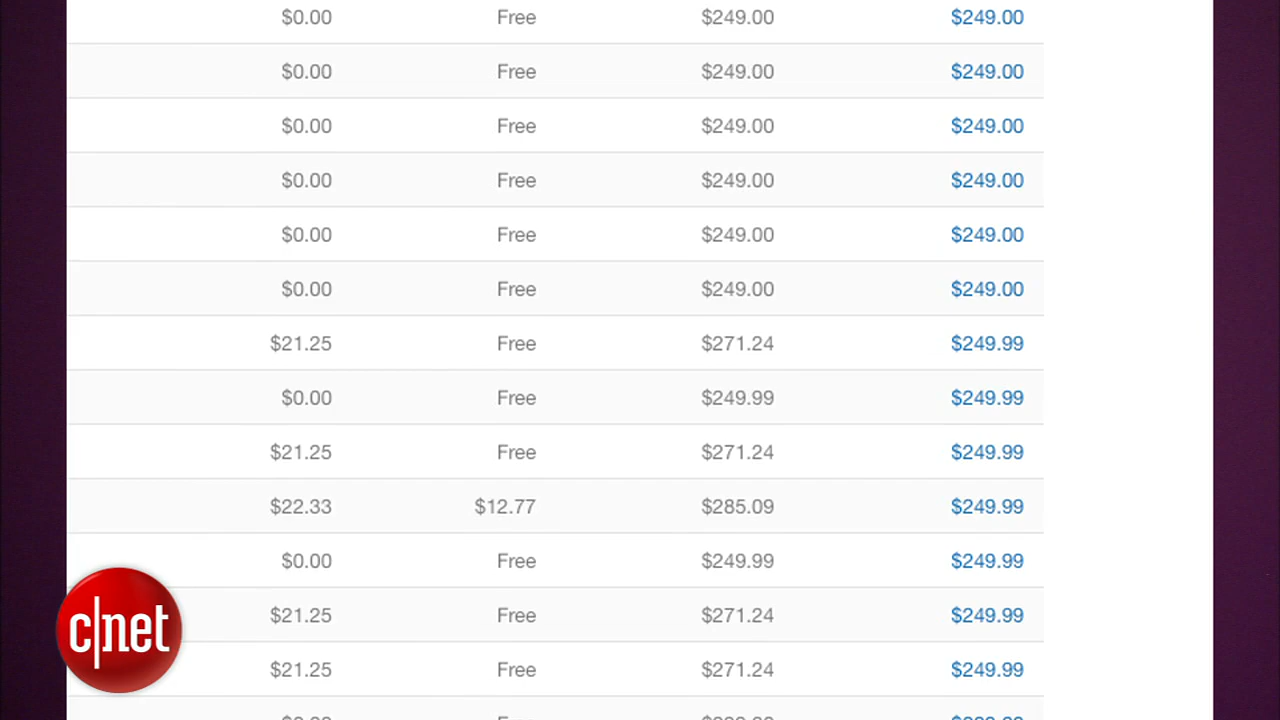 $0.00 Free $249.00 $249.00
$0.00 Free $249.00 $249.00
$0.00 Free $249.00 $249.00
$0.00 Free $249.00 $249.00
$0.00 Free $249.00 $249.00
$0.00 Free $249.00 $249.00
$21.25 Free $271.24 $249.99
$0.00 Free $249.99 $249.99
$21.25 Free $271.24 $249.99
$22.33 $12.77 $285.09 $249.99
$0.00 Free $249.99 $249.99
$21.25 Free $271.24 $249.99
c|net
$21.25 Free $271.24 $249.99